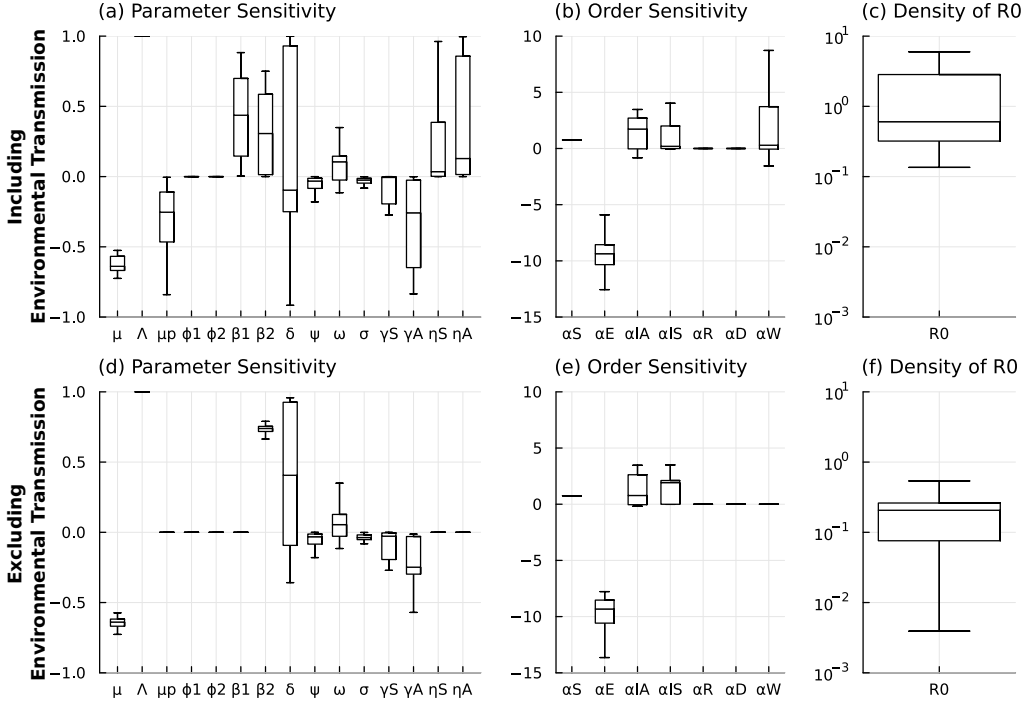 (a) Parameter Sensitivity
(b) Order Sensitivity
(c) Density of R0
Including
Environmental Transmission
1.0
0.5
0.0
−0.5
−1.0
μ Λ μp ϕ1 ϕ2 β1 β2 δ ψ ω σ γS γA ηS ηA
10
5
0
−5
−10
−15
αS αE αIA αIS αR αD αW
10^1
10^0
10^−1
10^−2
10^−3
R0
(d) Parameter Sensitivity
(e) Order Sensitivity
(f) Density of R0
Excluding
Environmental Transmission
1.0
0.5
0.0
−0.5
−1.0
μ Λ μp ϕ1 ϕ2 β1 β2 δ ψ ω σ γS γA ηS ηA
10
5
0
−5
−10
−15
αS αE αIA αIS αR αD αW
10^1
10^0
10^−1
10^−2
10^−3
R0